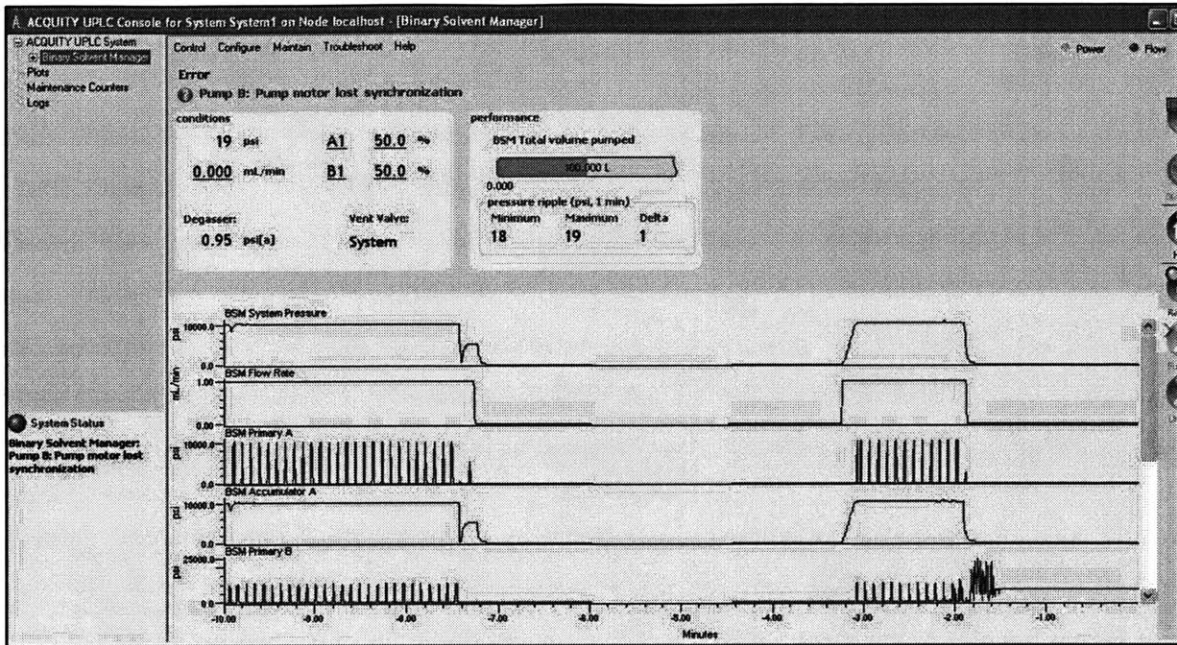 ACQUITY UPLC Console for System System1 on Node localhost - [Binary Solvent Manager]
ACQUITY UPLC System
Binary Solvent Manager
Plots
Maintenance Counters
Logs
Control Configure Maintain Troubleshoot Help
Power Flow
Error
Pump B: Pump motor lost synchronization
conditions
19 psi A1 50.0 %
0.000 mL/min B1 50.0 %
Degasser: Vent Valve:
0.95 psi[a] System
performance
BSM Total volume pumped
100.000 L
0.000
pressure ripple (psi, 1 min)
Minimum Maximum Delta
18 19 1
System Status
Binary Solvent Manager:
Pump B: Pump motor lost
synchronization
BSM System Pressure
psi
10000.0
0.0
BSM Flow Rate
mL/min
1.00
0.00
BSM Primary A
psi
10000.0
0.0
BSM Accumulator A
psi
10000.0
0.0
BSM Primary B
psi
25000.0
0.0
-10.00 -9.00 -8.00 -7.00 -6.00 -5.00 -4.00 -3.00 -2.00 -1.00
Minutes